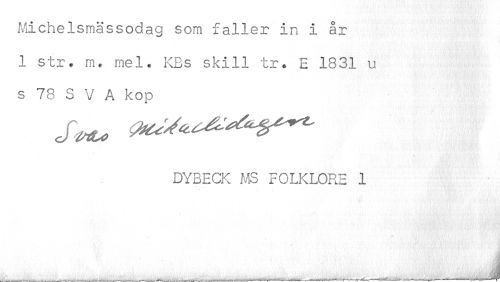 Michelsmässodag som faller in i år
1 str. m. mel. KBs skill tr. E 1831 u
s 78 S V A kop
Svas Mikaelidagen
DYBECK MS FOLKLORE 1